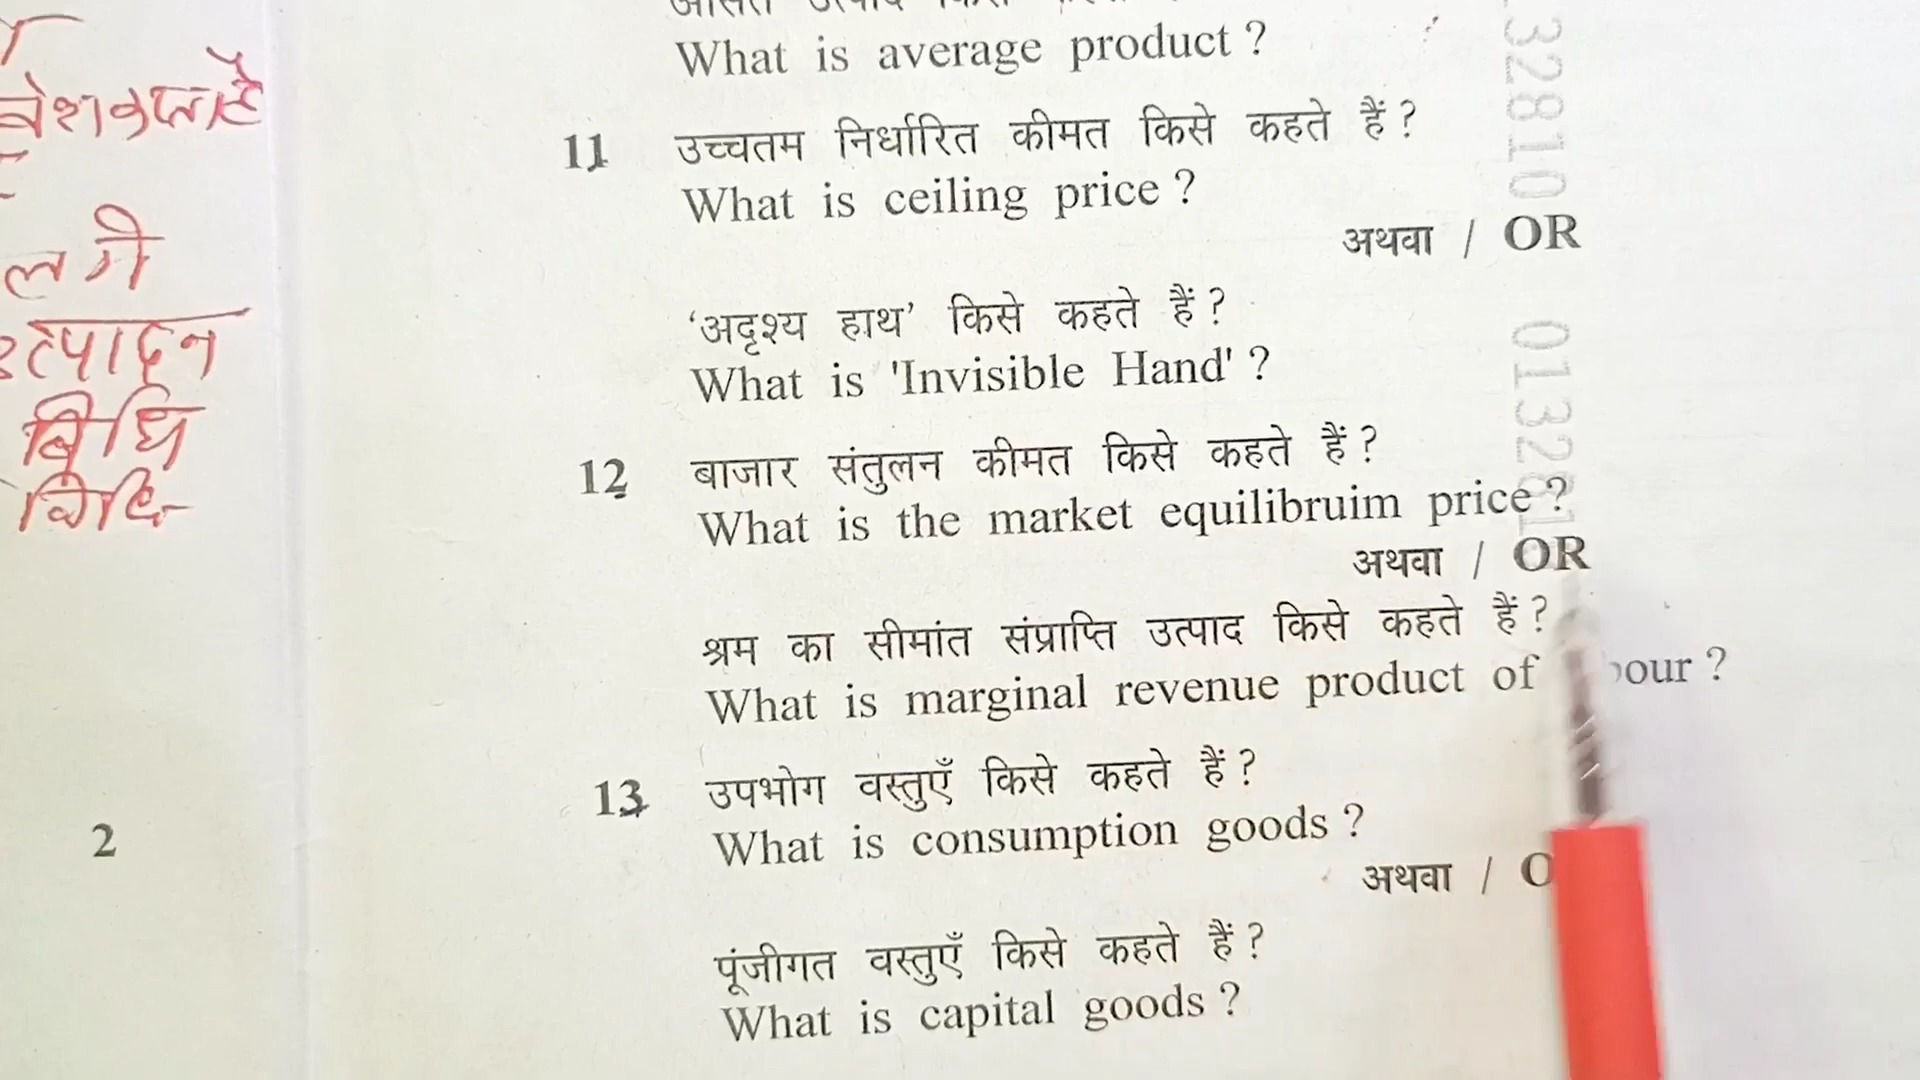 What is average product ?
11 उच्चतम निर्धारित कीमत किसे कहते हैं ?
What is ceiling price ?
अथवा / OR
‘अदृश्य हाथ’ किसे कहते हैं ?
What is 'Invisible Hand' ?
12 बाजार संतुलन कीमत किसे कहते हैं ?
What is the market equilibruim price ?
अथवा / OR
श्रम का सीमांत संप्राप्ति उत्पाद किसे कहते हैं ?
What is marginal revenue product of ?
13 उपभोग वस्तुएँ किसे कहते हैं ?
What is consumption goods ?
अथवा /
पूंजीगत वस्तुएँ किसे कहते हैं ?
What is capital goods ?
2
उत्पादन
विधि
32810